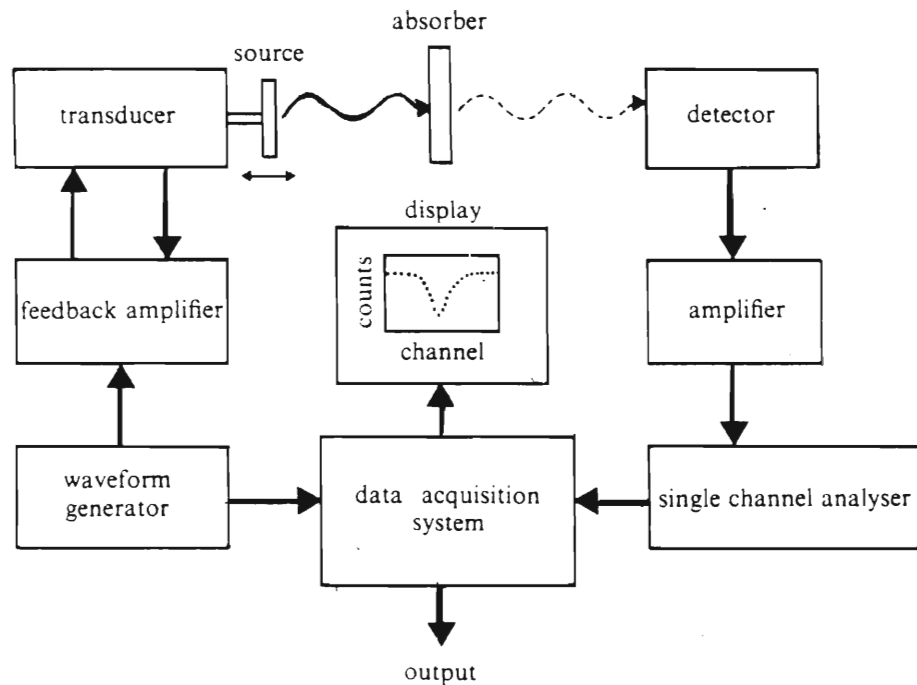 absorber
source
transducer
detector
display
counts
channel
feedback amplifier
amplifier
waveform
generator
data acquisition
system
single channel analyser
output